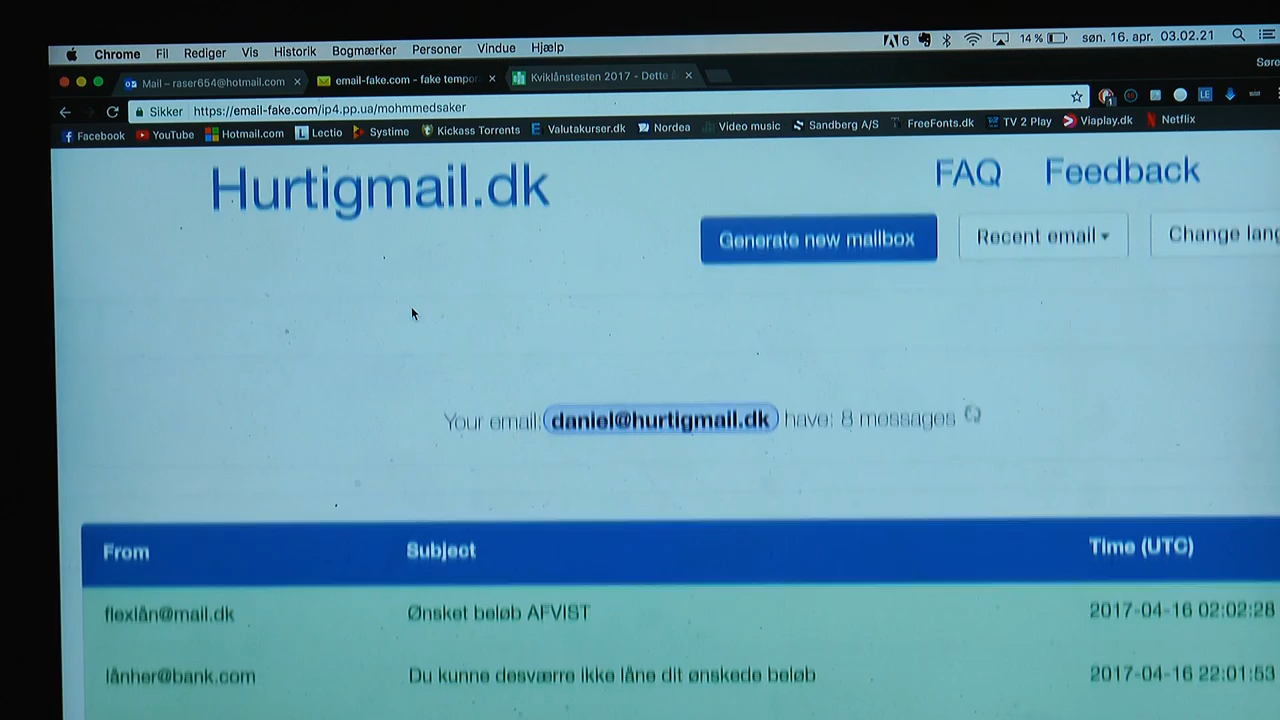 Chrome Fil Rediger Vis Historik Bogmærker Personer Vindue Hjælp 6 14 % søn. 16. apr. 03.02.21
Mail – raser654@hotmail.com × email-fake.com - fake tempor × Kviklånstesten 2017 - Dette × Søre
Sikker https://email-fake.com/ip4.pp.ua/mohmmedsaker
Facebook YouTube Hotmail.com Lectio Systime Kickass Torrents Valutakurser.dk Nordea Video music Sandberg A/S FreeFonts.dk TV 2 Play Viaplay.dk Netflix
Hurtigmail.dk FAQ Feedback
Generate new mailbox Recent email Change lang
Your email: daniel@hurtigmail.dk have: 8 messages
From Subject Time (UTC)
flexlån@mail.dk Ønsket beløb AFVIST 2017-04-16 02:02:28
lånher@bank.com Du kunne desværre ikke låne dit ønskede beløb 2017-04-16 22:01:53